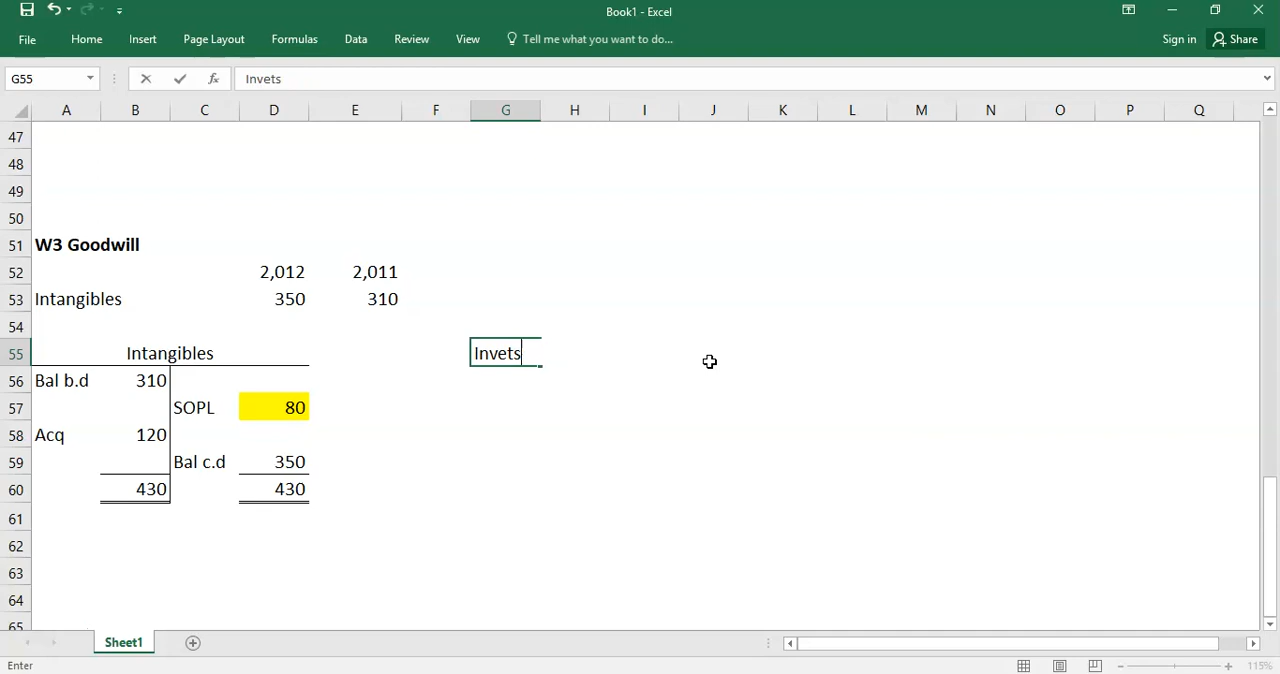 Book1 - Excel
File Home Insert Page Layout Formulas Data Review View Tell me what you want to do... Sign in Share
G55 fx Invets
A B C D E F G H I J K L M N O P Q
47
48
49
50
51 W3 Goodwill
52 2,012 2,011
53 Intangibles 350 310
54
55 Intangibles Invets
56 Bal b.d 310
57 SOPL 80
58 Acq 120
59 Bal c.d 350
60 430 430
61
62
63
64
65
Sheet1
Enter 115%